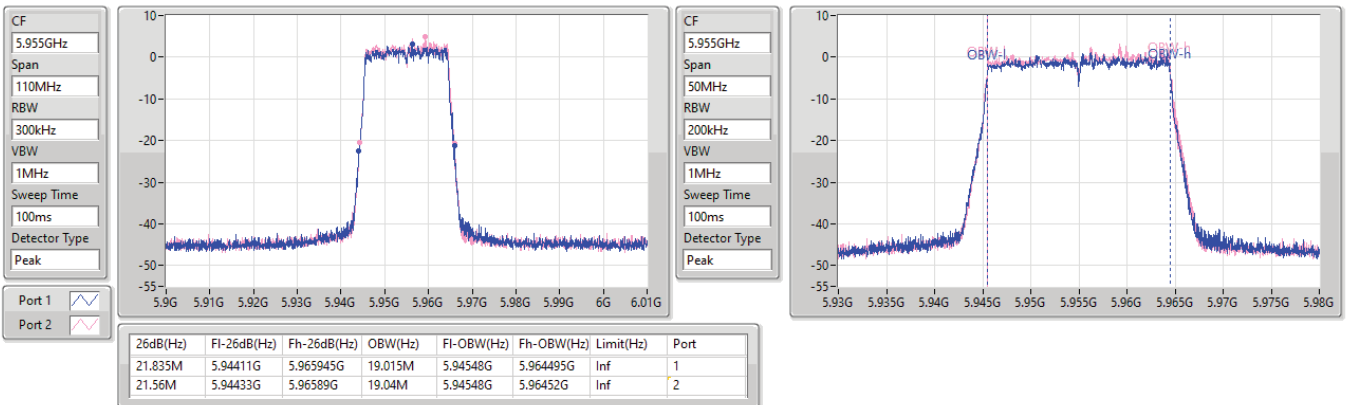 CF
5.955GHz
Span
110MHz
RBW
300kHz
VBW
1MHz
Sweep Time
100ms
Detector Type
Peak
Port 1
Port 2
10
0
-10
-20
-30
-40
-50
-55
5.9G 5.91G 5.92G 5.93G 5.94G 5.95G 5.96G 5.97G 5.98G 5.99G 6G 6.01G
CF
5.955GHz
Span
50MHz
RBW
200kHz
VBW
1MHz
Sweep Time
100ms
Detector Type
Peak
10
0
-10
-20
-30
-40
-50
-55
OBW-l OBW-h
5.93G 5.935G 5.94G 5.945G 5.95G 5.955G 5.96G 5.965G 5.97G 5.975G 5.98G
26dB(Hz) Fl-26dB(Hz) Fh-26dB(Hz) OBW(Hz) Fl-OBW(Hz) Fh-OBW(Hz) Limit(Hz) Port
21.835M 5.94411G 5.965945G 19.015M 5.94548G 5.964495G Inf 1
21.56M 5.94433G 5.96589G 19.04M 5.94548G 5.96452G Inf 2